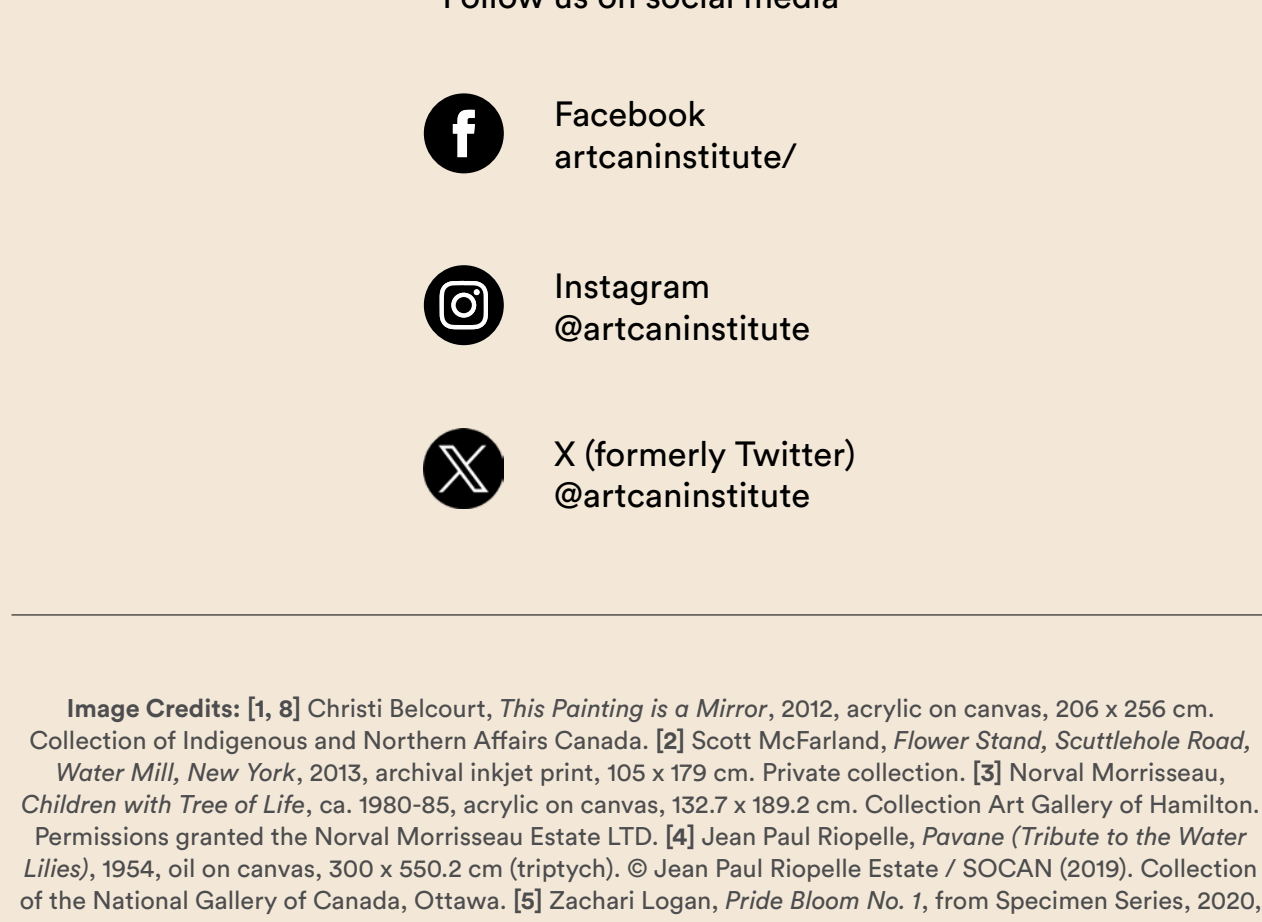 Follow us on social media
Facebook
artcaninstitute/
Instagram
@artcaninstitute
X (formerly Twitter)
@artcaninstitute
Image Credits: [1, 8] Christi Belcourt, This Painting is a Mirror, 2012, acrylic on canvas, 206 x 256 cm.
Collection of Indigenous and Northern Affairs Canada. [2] Scott McFarland, Flower Stand, Scuttlehole Road,
Water Mill, New York, 2013, archival inkjet print, 105 x 179 cm. Private collection. [3] Norval Morrisseau,
Children with Tree of Life, ca. 1980-85, acrylic on canvas, 132.7 x 189.2 cm. Collection Art Gallery of Hamilton.
Permissions granted the Norval Morrisseau Estate LTD. [4] Jean Paul Riopelle, Pavane (Tribute to the Water
Lilies), 1954, oil on canvas, 300 x 550.2 cm (triptych). © Jean Paul Riopelle Estate / SOCAN (2019). Collection
of the National Gallery of Canada, Ottawa. [5] Zachari Logan, Pride Bloom No. 1, from Specimen Series, 2020,